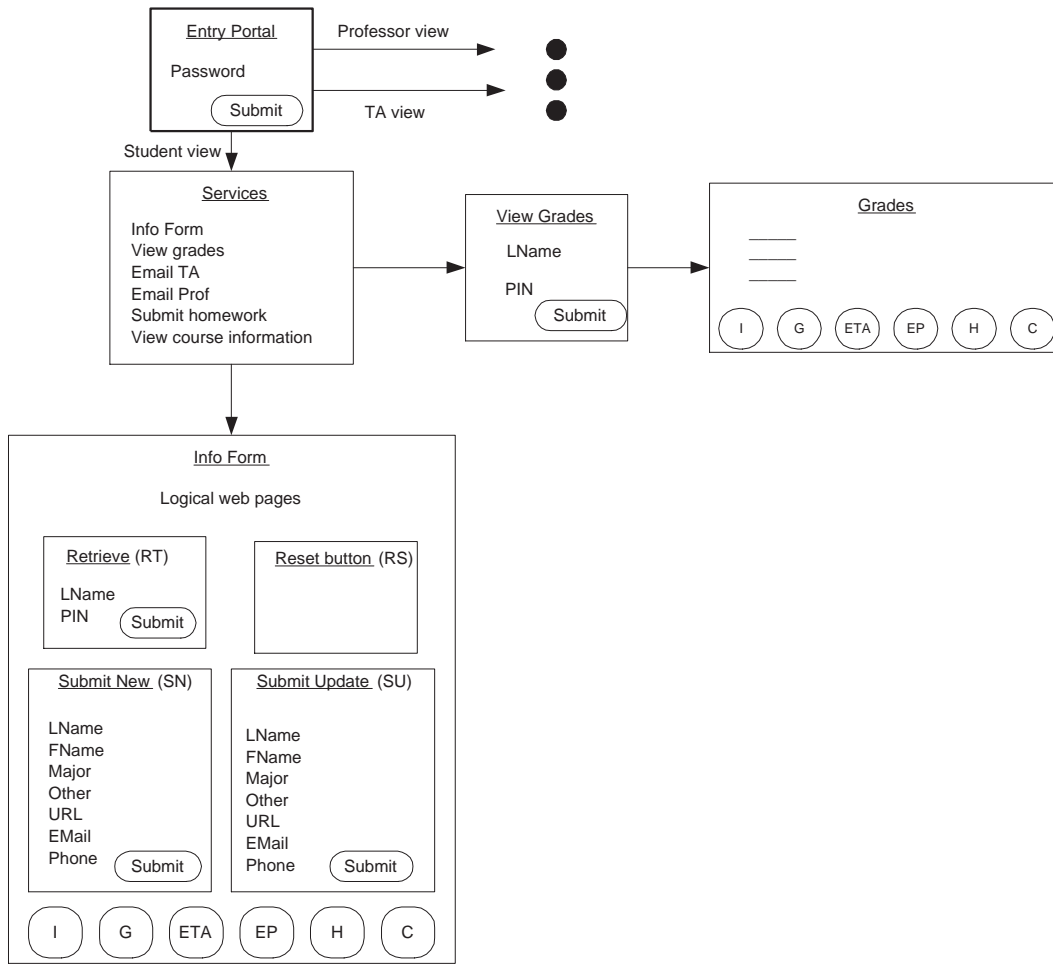 Entry Portal
Password
Submit
Professor view
TA view
Student view
Services
Info Form
View grades
Email TA
Email Prof
Submit homework
View course information
View Grades
LName
PIN
Submit
Grades
I G ETA EP H C
Info Form
Logical web pages
Retrieve (RT)
LName
PIN
Submit
Reset button (RS)
Submit New (SN)
LName
FName
Major
Other
URL
EMail
Phone
Submit
Submit Update (SU)
LName
FName
Major
Other
URL
EMail
Phone
Submit
I G ETA EP H C